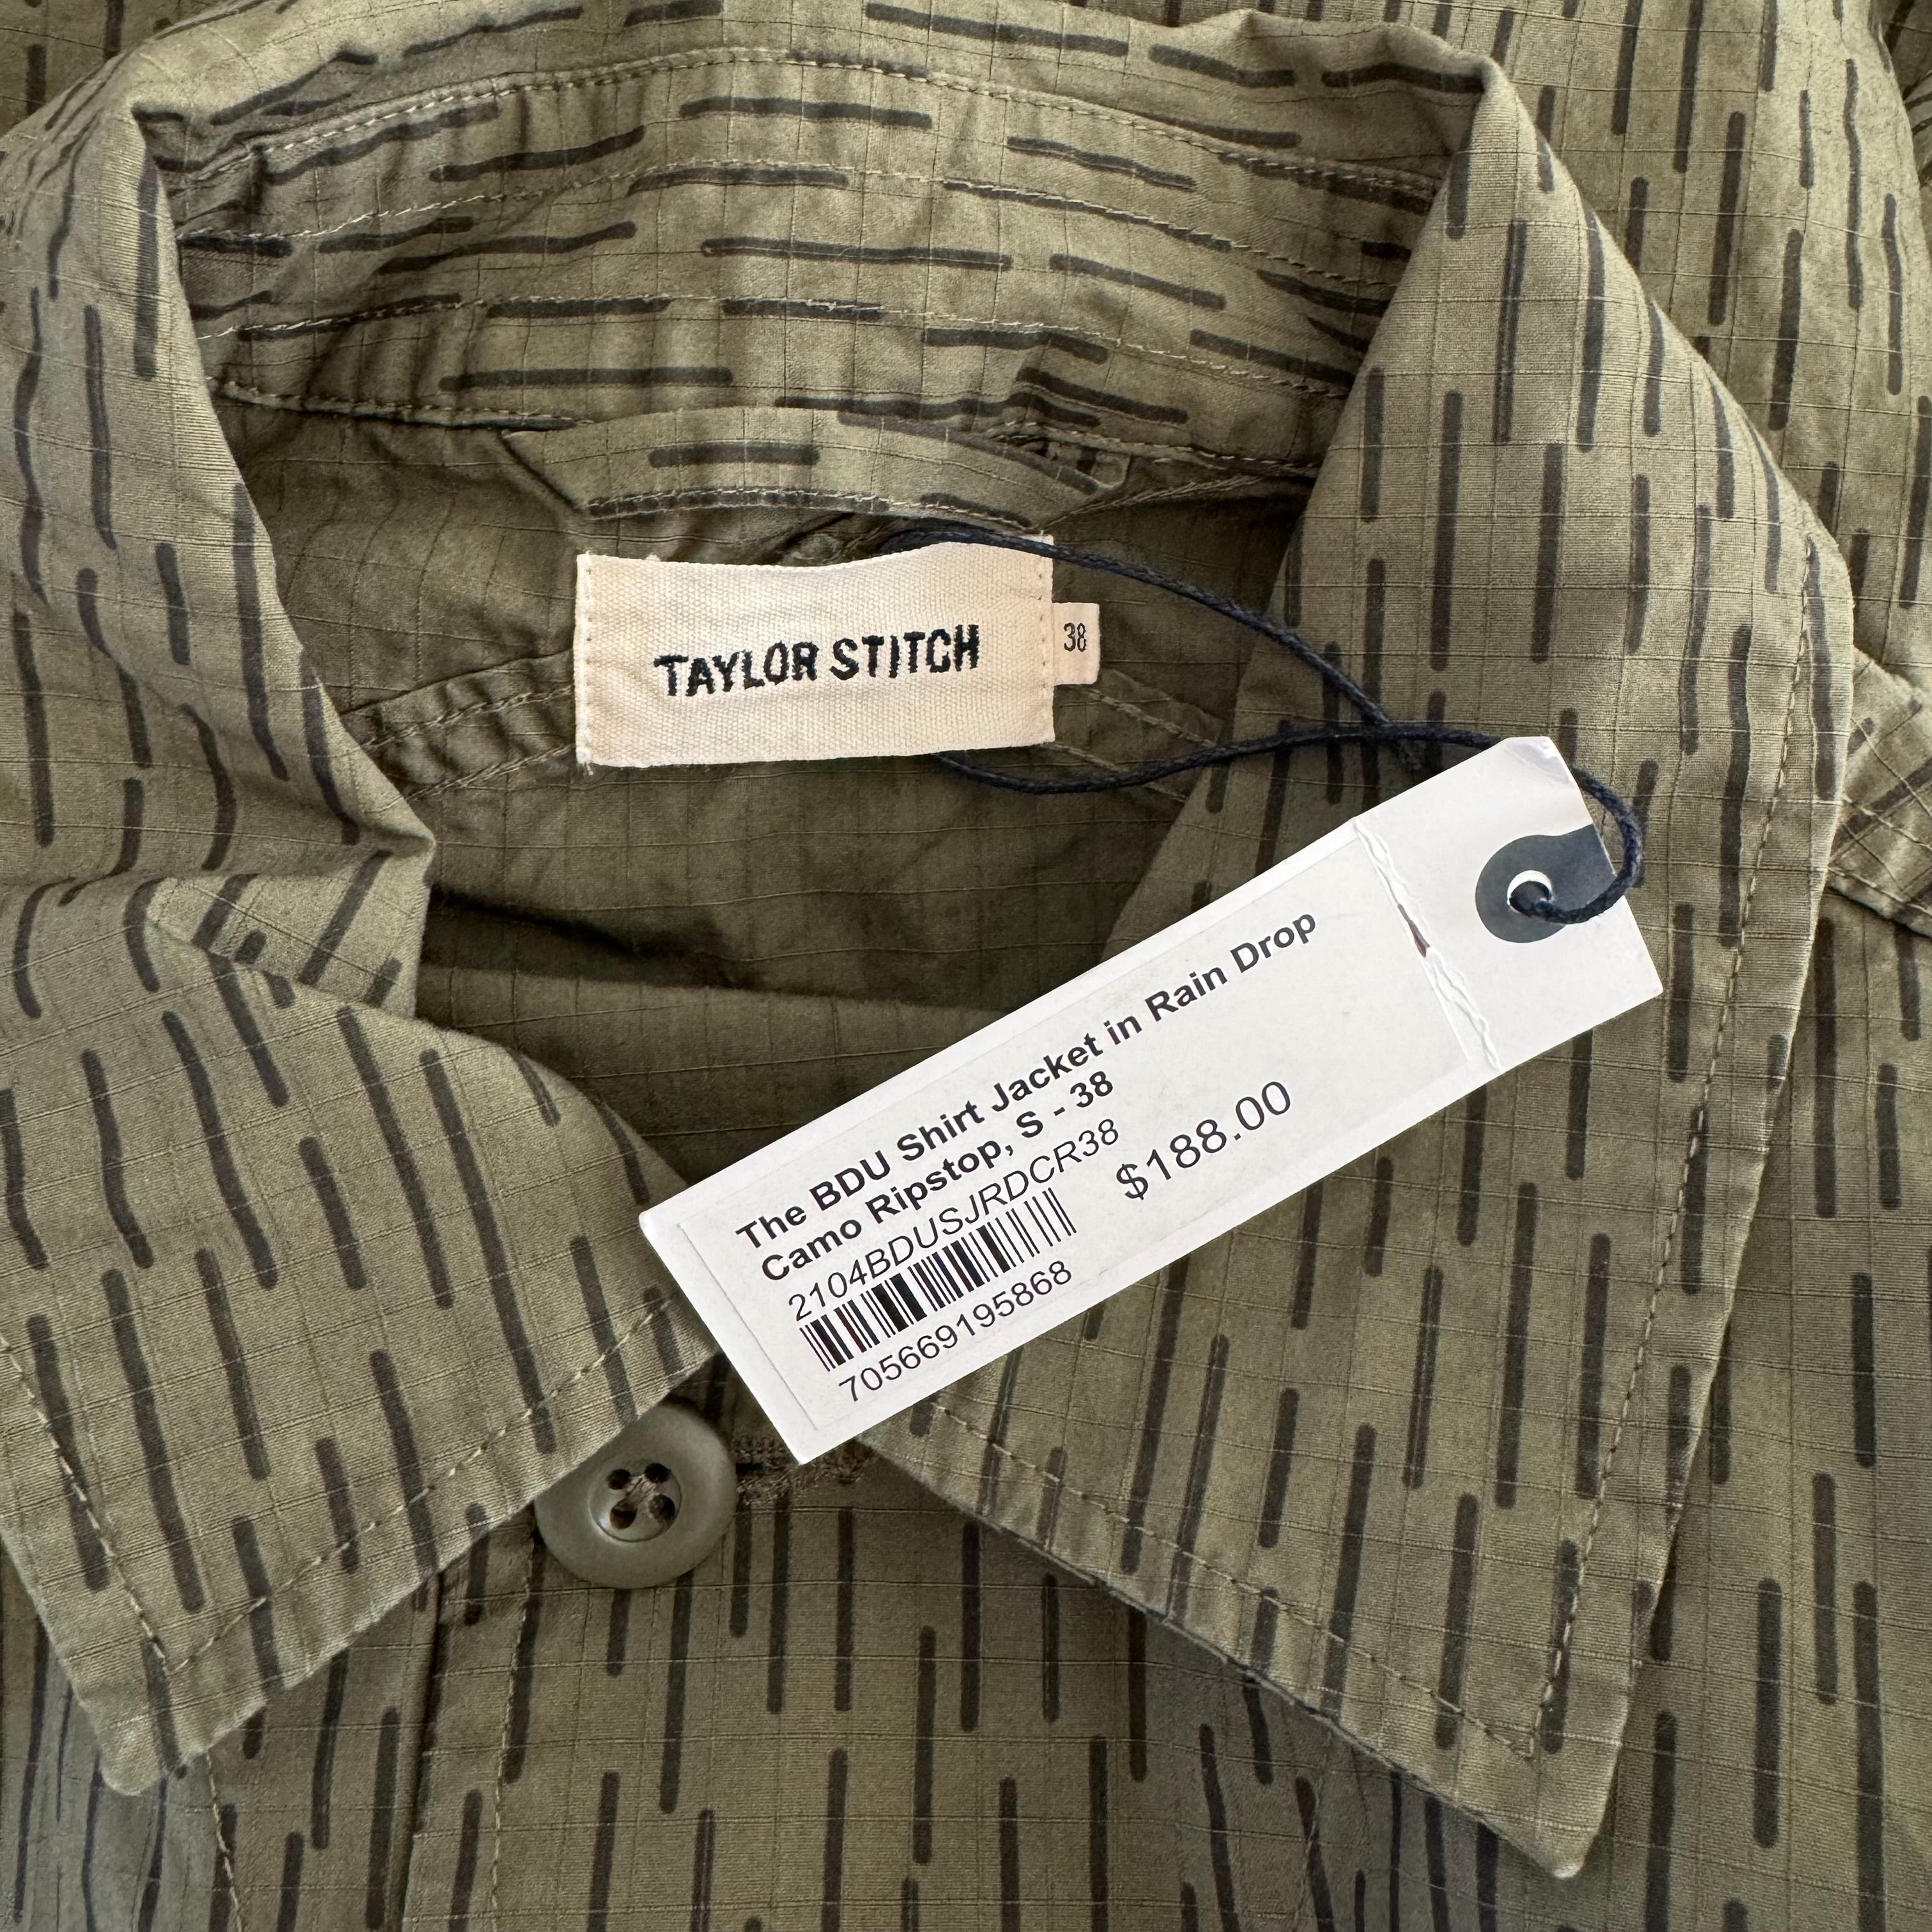 TAYLOR STITCH
38
The BDU Shirt Jacket in Rain Drop
Camo Ripstop, S - 38
2104BDUSJRDCR38
$188.00
705669195868